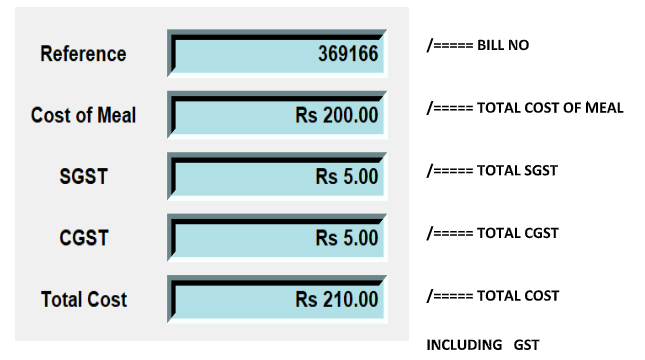 Reference 369166 /===== BILL NO
Cost of Meal Rs 200.00 /===== TOTAL COST OF MEAL
SGST Rs 5.00 /===== TOTAL SGST
CGST Rs 5.00 /===== TOTAL CGST
Total Cost Rs 210.00 /===== TOTAL COST
INCLUDING GST